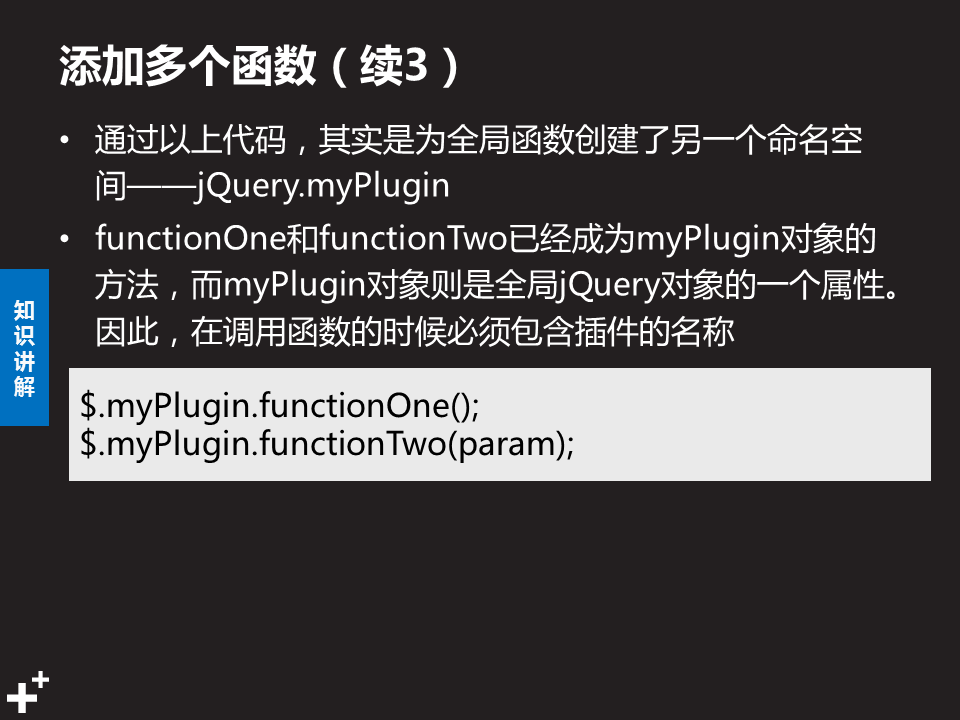 添加多个函数（续3）
• 通过以上代码，其实是为全局函数创建了另一个命名空
间——jQuery.myPlugin
• functionOne和functionTwo已经成为myPlugin对象的
方法，而myPlugin对象则是全局jQuery对象的一个属性。
因此，在调用函数的时候必须包含插件的名称
知
识
讲
解
$.myPlugin.functionOne();
$.myPlugin.functionTwo(param);